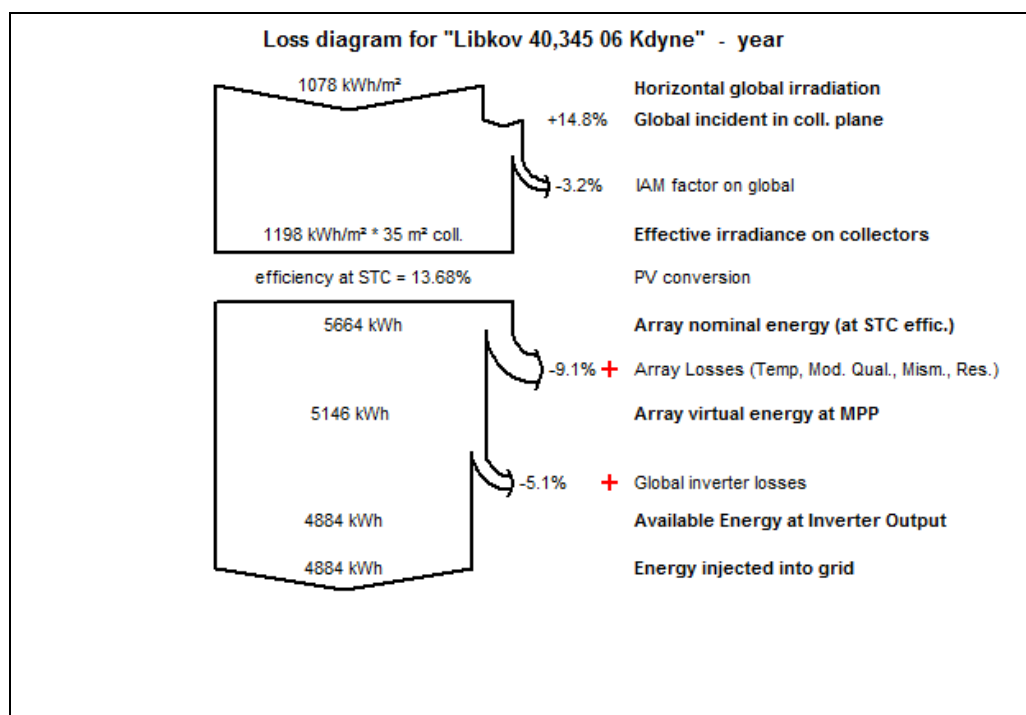 Loss diagram for "Libkov 40,345 06 Kdyne" - year
1078 kWh/m² Horizontal global irradiation
+14.8% Global incident in coll. plane
-3.2% IAM factor on global
1198 kWh/m² * 35 m² coll. Effective irradiance on collectors
efficiency at STC = 13.68% PV conversion
5664 kWh Array nominal energy (at STC effic.)
-9.1% + Array Losses (Temp, Mod. Qual., Mism., Res.)
5146 kWh Array virtual energy at MPP
-5.1% + Global inverter losses
4884 kWh Available Energy at Inverter Output
4884 kWh Energy injected into grid